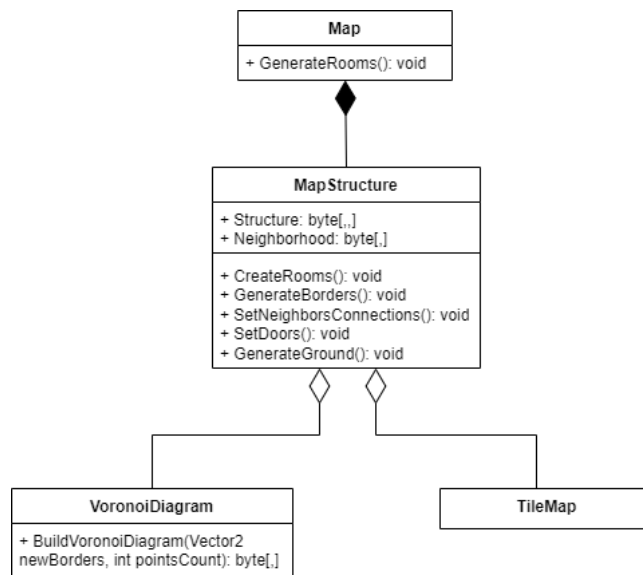 Map
+ GenerateRooms(): void
MapStructure
+ Structure: byte[,,]
+ Neighborhood: byte[,]
+ CreateRooms(): void
+ GenerateBorders(): void
+ SetNeighborsConnections(): void
+ SetDoors(): void
+ GenerateGround(): void
VoronoiDiagram
+ BuildVoronoiDiagram(Vector2
newBorders, int pointsCount): byte[,]
TileMap